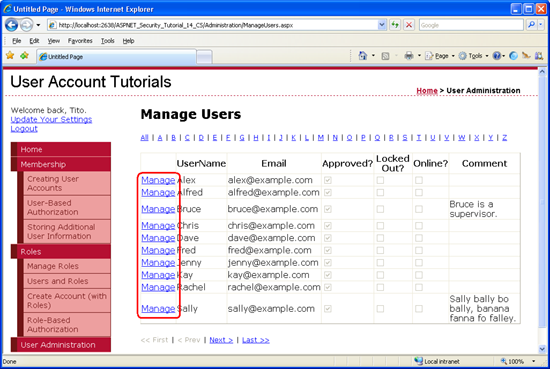 Untitled Page - Windows Internet Explorer
http://localhost:2638/ASPNET_Security_Tutorial_14_CS/Administration/ManageUsers.aspx
Google
File Edit View Favorites Tools Help
Untitled Page
Page Tools
User Account Tutorials
Home > User Administration
Welcome back, Tito.
Update Your Settings
Logout
Home
Membership
Creating User
Accounts
User-Based
Authorization
Storing Additional
User Information
Roles
Manage Roles
Users and Roles
Create Account (with
Roles)
Role-Based
Authorization
User Administration
Manage Users
All | A | B | C | D | E | F | G | H | I | J | K | L | M | N | O | P | Q | R | S | T | U | V | W | X | Y | Z
UserName Email Approved? Locked Out? Online? Comment
Manage Alex alex@example.com
Manage Alfred alfred@example.com
Manage Bruce bruce@example.com Bruce is a
supervisor.
Manage Chris chris@example.com
Manage Dave dave@example.com
Manage Fred fred@example.com
Manage Jenny jenny@example.com
Manage Kay kay@example.com
Manage Rachel rachel@example.com
Manage Sally sally@example.com Sally bally bo
bally, banana
fanna fo falley.
<< First | < Prev | Next > | Last >>
Done
Local intranet
100%